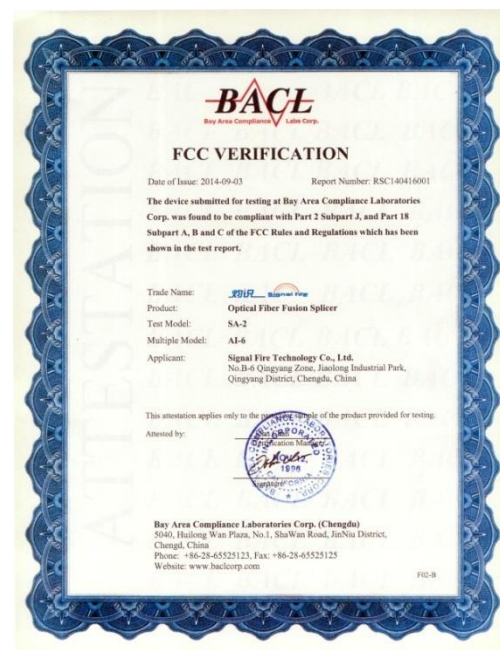 BACL
Bay Area Compliance Labs Corp.
FCC VERIFICATION
Date of Issue: 2014-09-03 Report Number: RSC140416001
The device submitted for testing at Bay Area Compliance Laboratories
Corp. was found to be compliant with Part 2 Subpart J, and Part 18
Subpart A, B and C of the FCC Rules and Regulations which has been
shown in the test report.
Trade Name: Signal Fire
Product: Optical Fiber Fusion Splicer
Test Model: SA-2
Multiple Model: AI-6
Applicant: Signal Fire Technology Co., Ltd.
No.B-6 Qingyang Zone, Jiaolong Industrial Park,
Qingyang District, Chengdu, China
This attestation applies only to the sample of the product provided for testing.
Attested by:
Certification
COMPLIANCE LABORATORIES CORP.
INCORPORATED
1996
CALIFORNIA
Signature
Bay Area Compliance Laboratories Corp. (Chengdu)
5040, Huilong Wan Plaza, No.1, ShaWan Road, JinNiu District,
Chengd, China
Phone: +86-28-65525123, Fax: +86-28-65525125
Website: www.baclcorp.com
F02-B
ATTESTATION